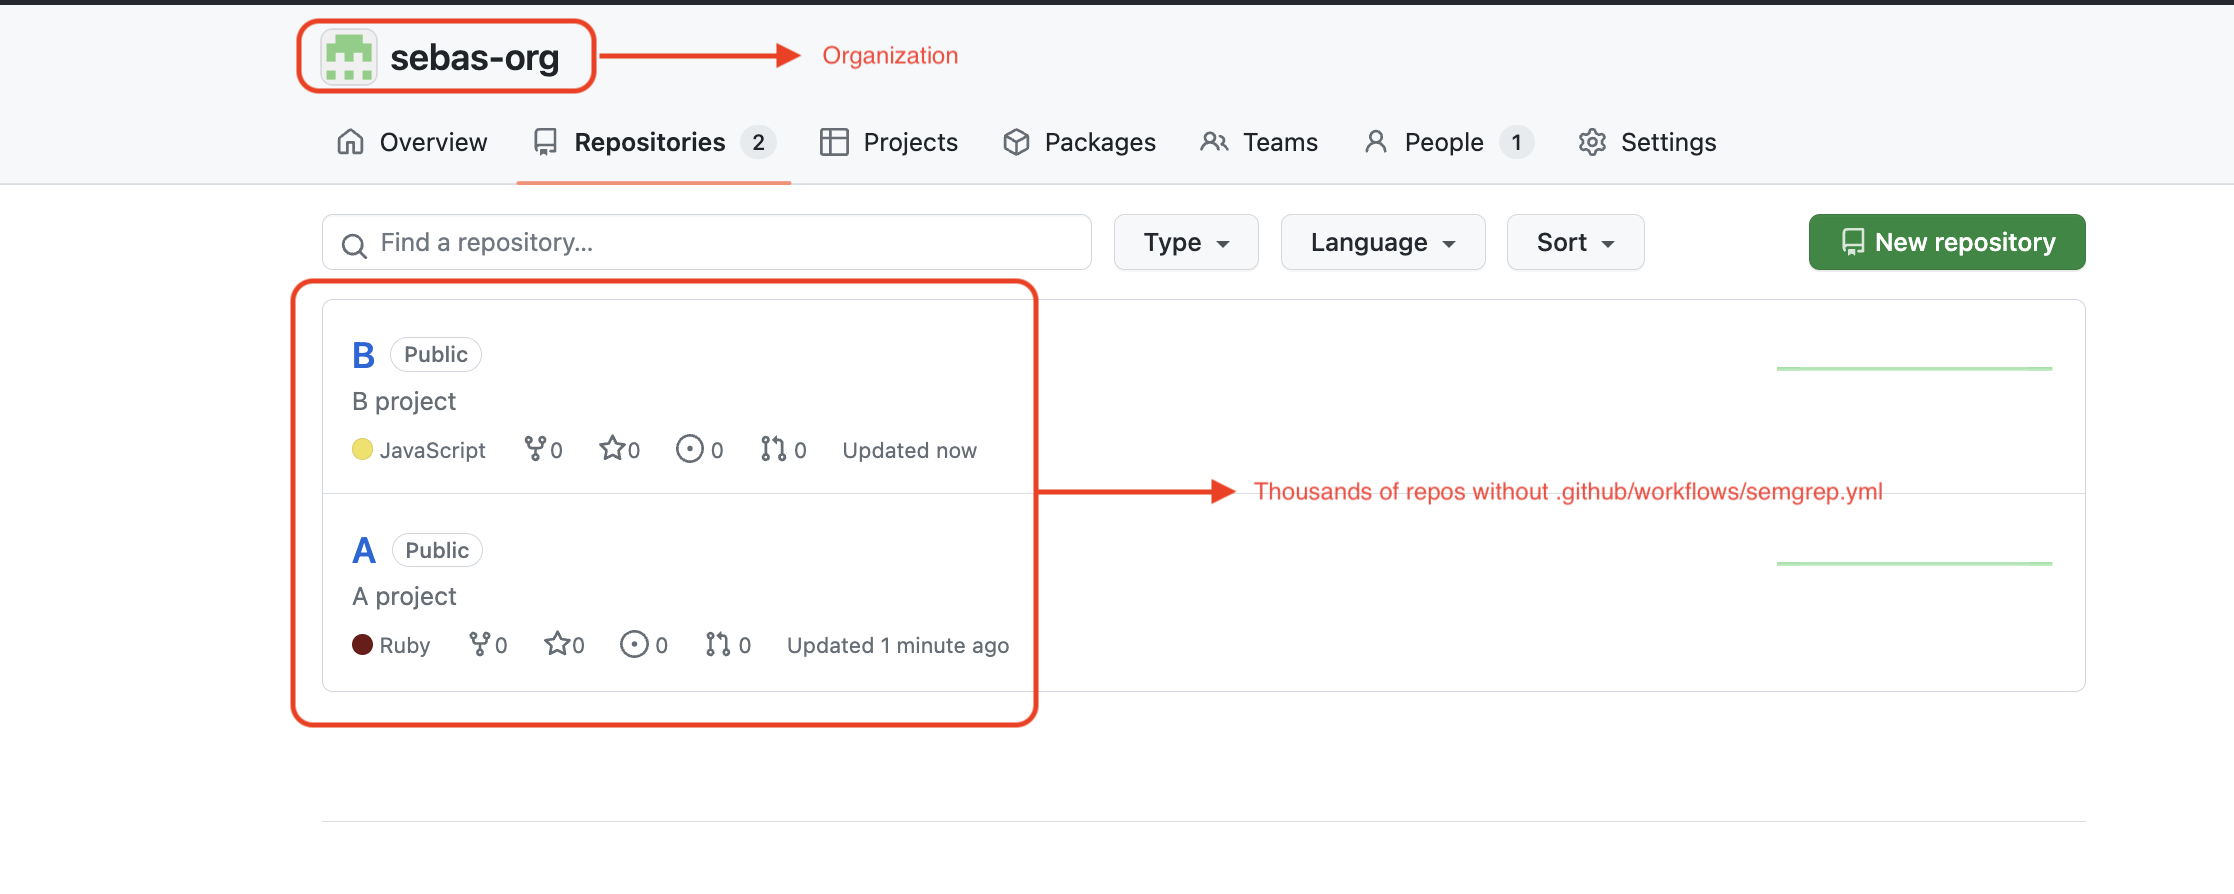 sebas-org
Organization
Overview
Repositories 2
Projects
Packages
Teams
People 1
Settings
Find a repository...
Type
Language
Sort
New repository
B Public
B project
JavaScript 0 0 0 0 Updated now
Thousands of repos without .github/workflows/semgrep.yml
A Public
A project
Ruby 0 0 0 0 Updated 1 minute ago